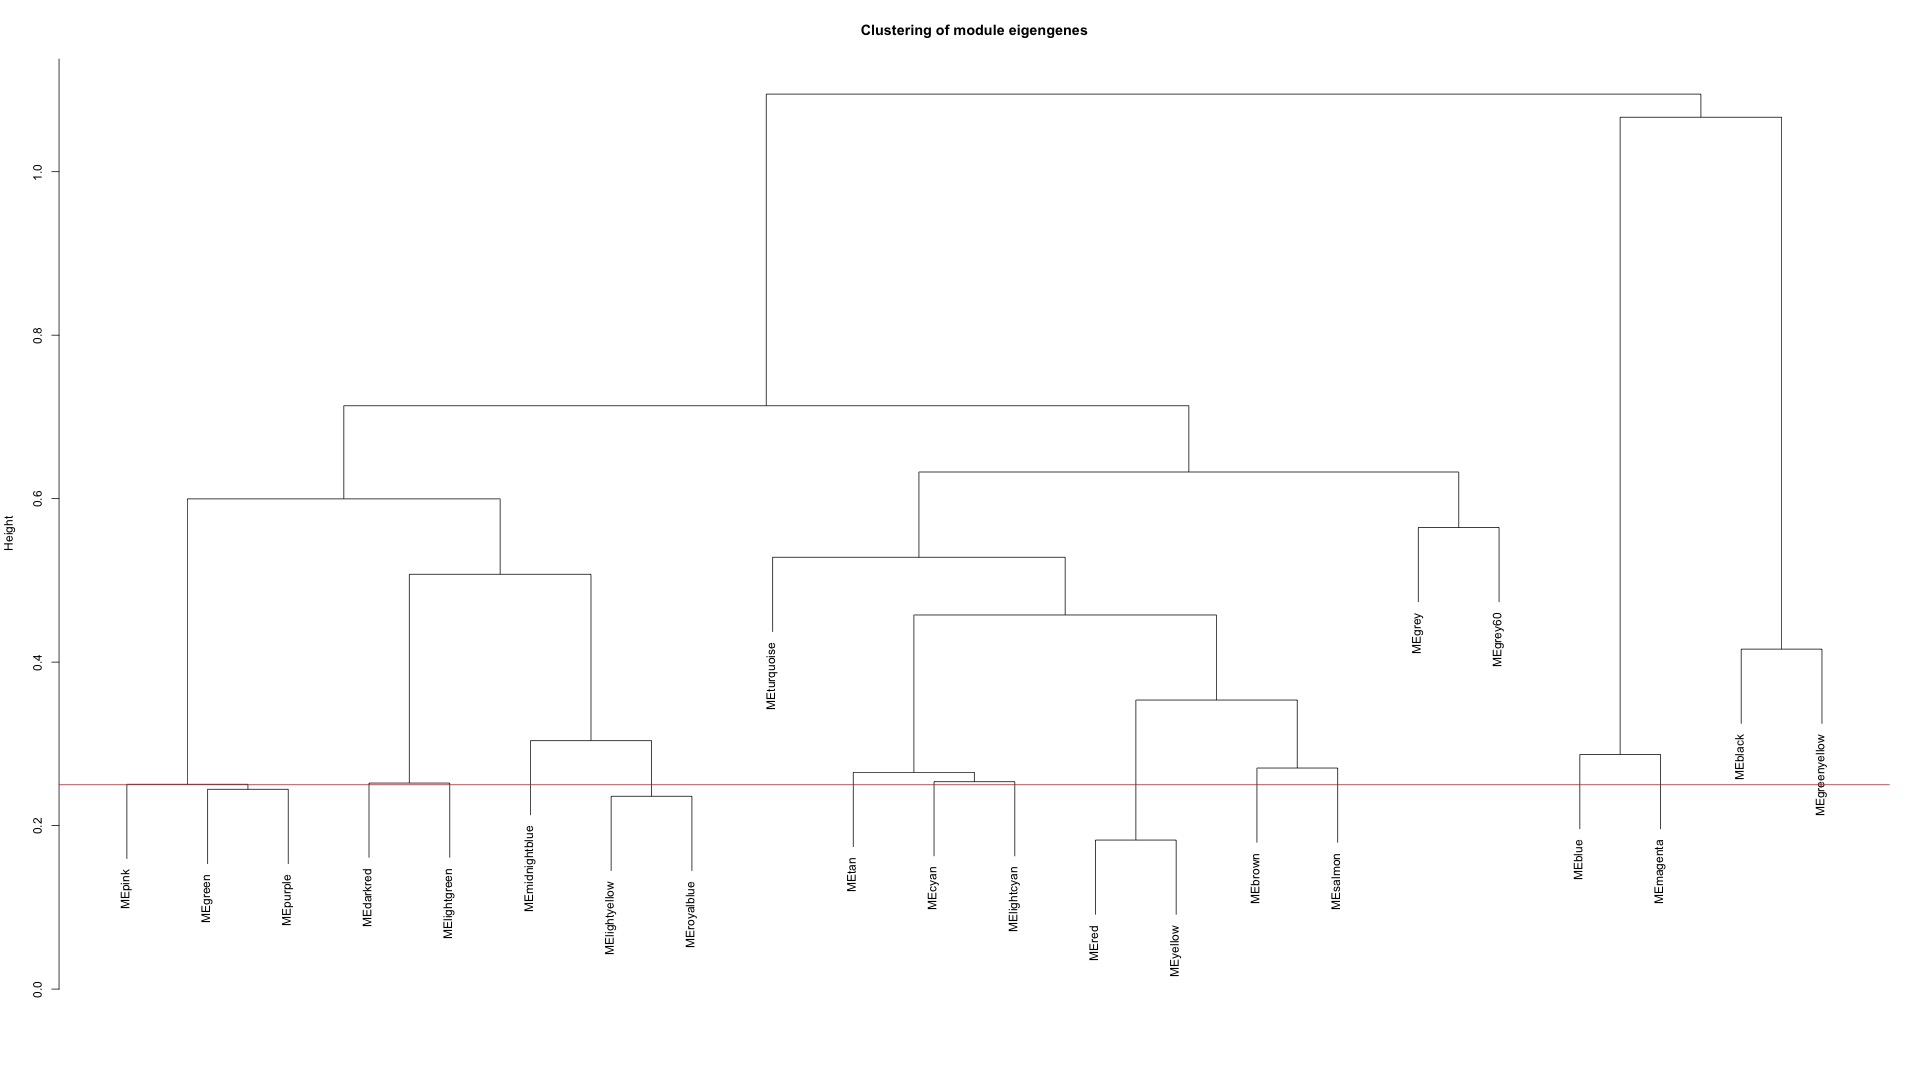 Clustering of module eigengenes
Height
1.0
0.8
0.6
0.4
0.2
0.0
MEpink
MEgreen
MEpurple
MEdarkred
MElightgreen
MEmidnightblue
MElightyellow
MEroyalblue
MEturquoise
MEtan
MEcyan
MElightcyan
MEred
MEyellow
MEbrown
MEsalmon
MEgrey
MEgrey60
MEblue
MEmagenta
MEblack
MEgreenyellow